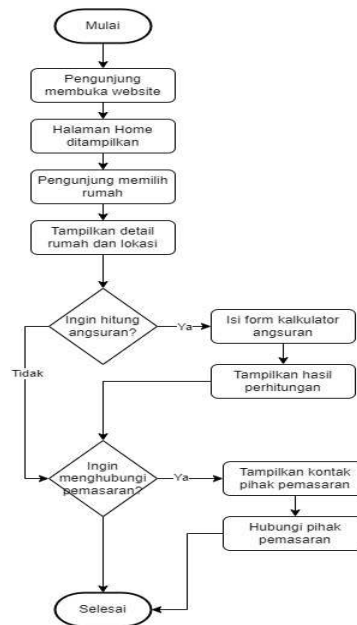 Mulai
Pengunjung
membuka website
Halaman Home
ditampilkan
Pengunjung memilih
rumah
Tampilkan detail
rumah dan lokasi
Ingin hitung
angsuran?
Ya
Isi form kalkulator
angsuran
Tidak
Tampilkan hasil
perhitungan
Ingin
menghubungi
pemasaran?
Ya
Tampilkan kontak
pihak pemasaran
Hubungi pihak
pemasaran
Selesai